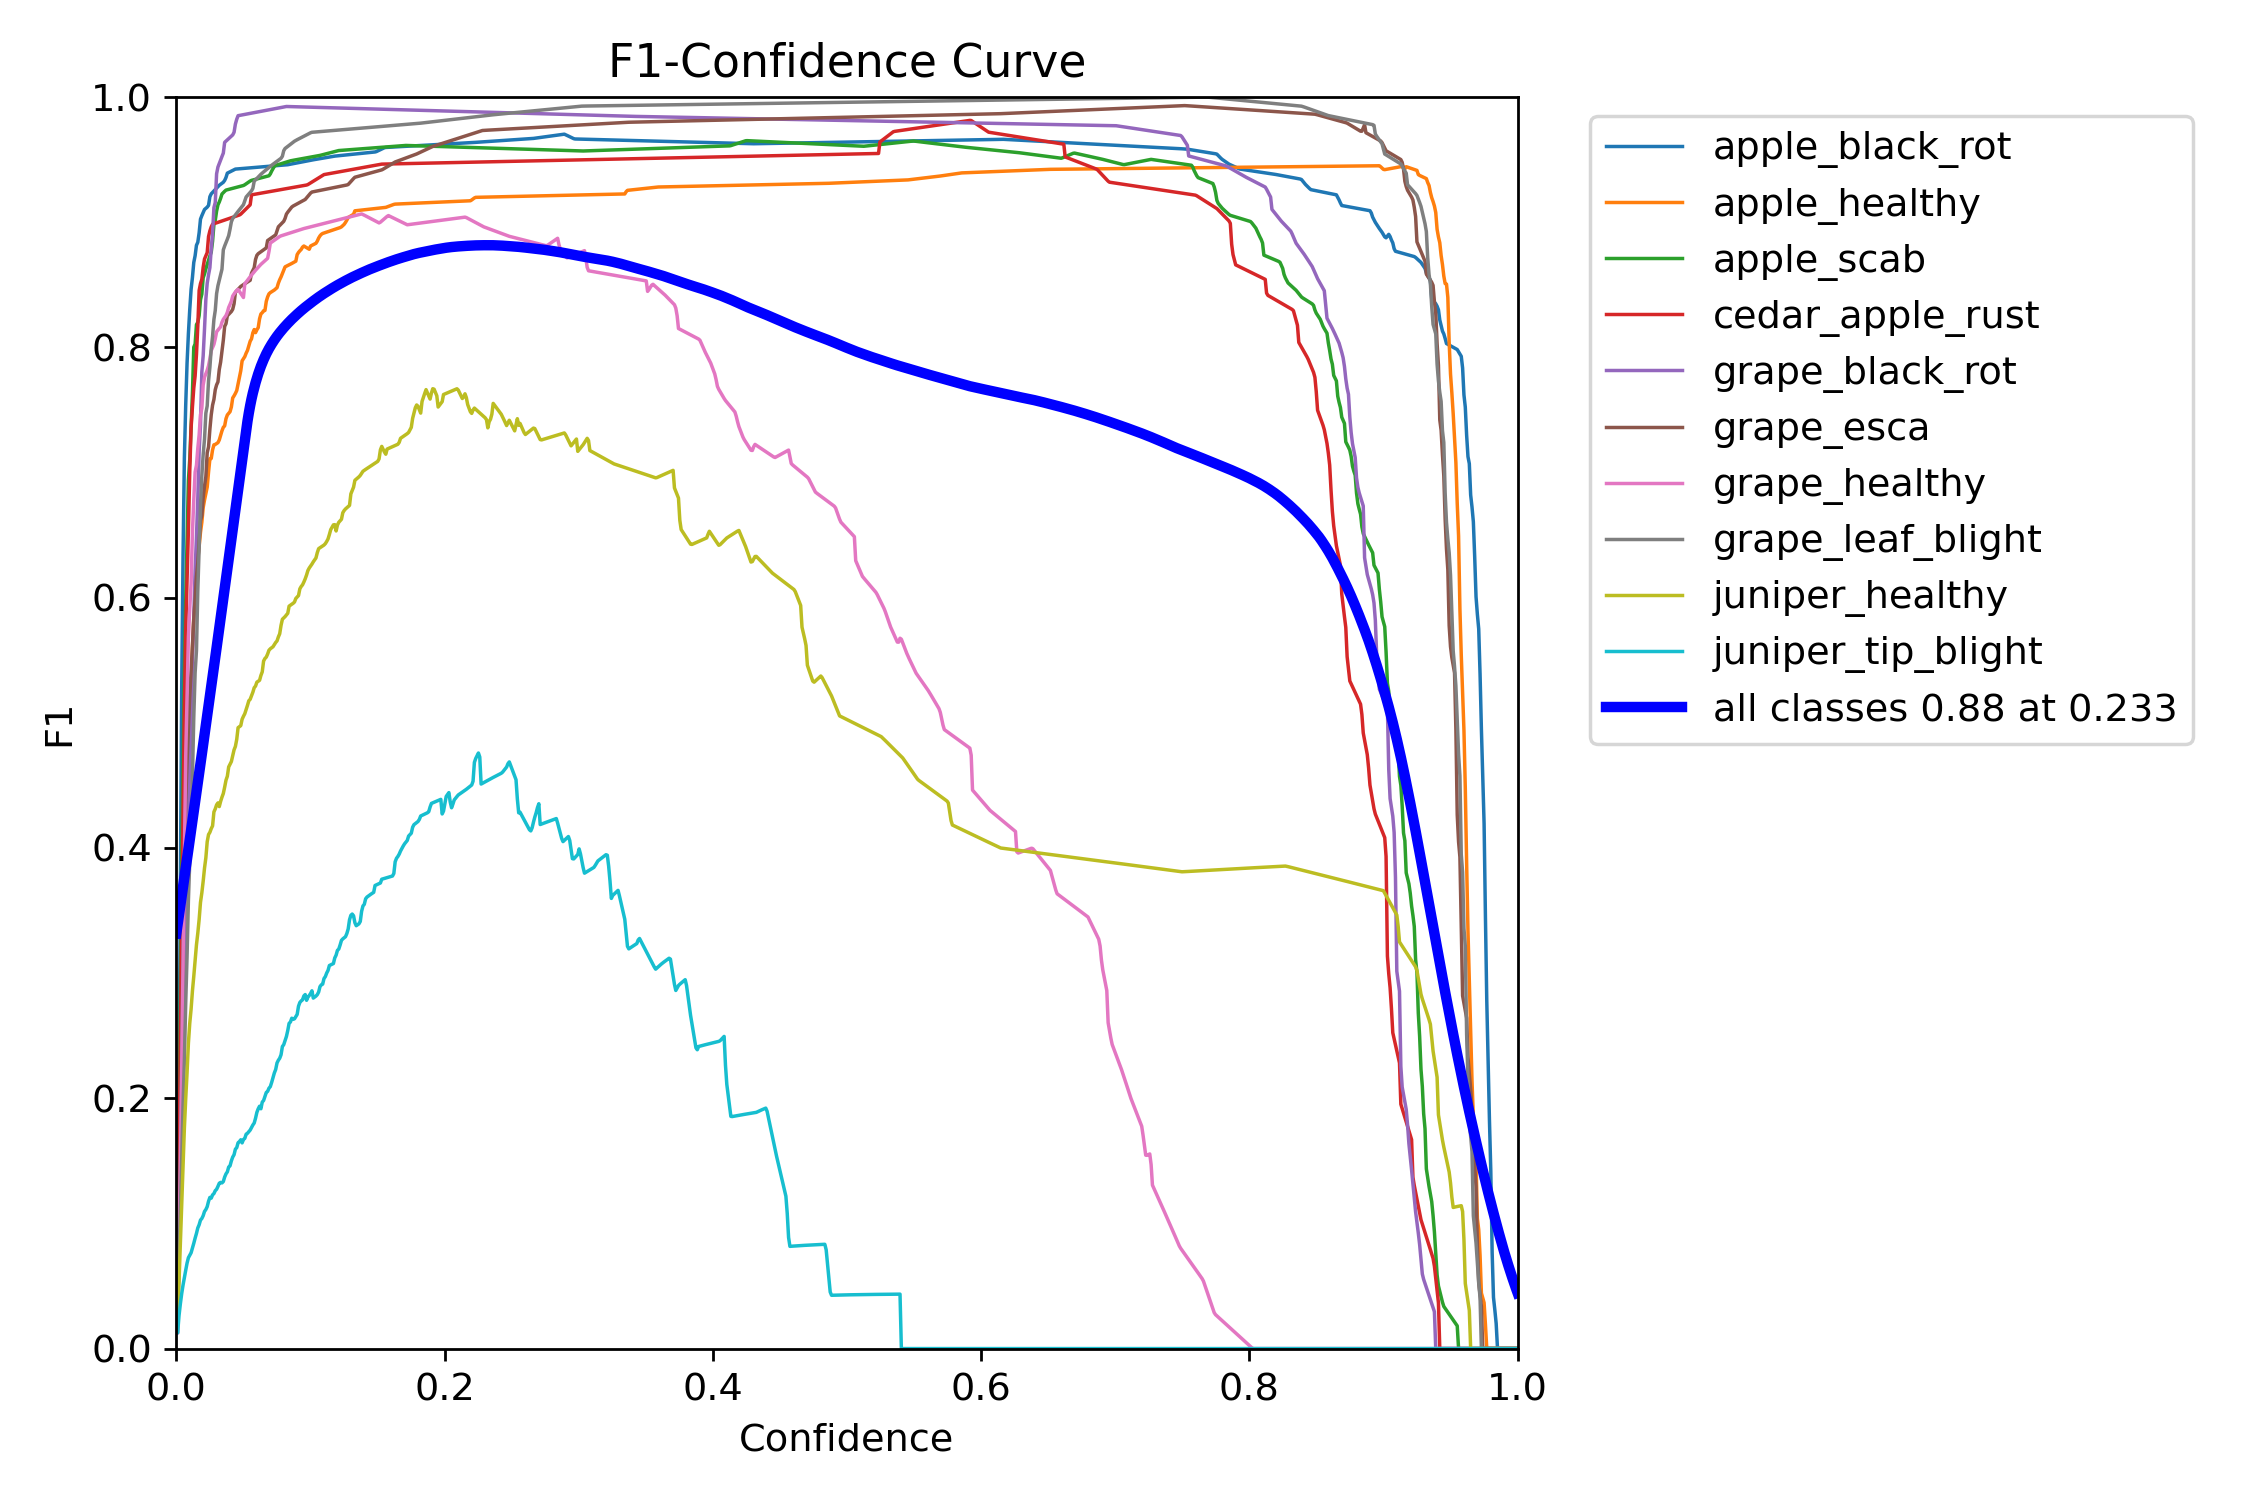 F1-Confidence Curve
1.0
0.8
0.6
0.4
0.2
0.0
F1
0.0 0.2 0.4 0.6 0.8 1.0
Confidence
apple_black_rot
apple_healthy
apple_scab
cedar_apple_rust
grape_black_rot
grape_esca
grape_healthy
grape_leaf_blight
juniper_healthy
juniper_tip_blight
all classes 0.88 at 0.233